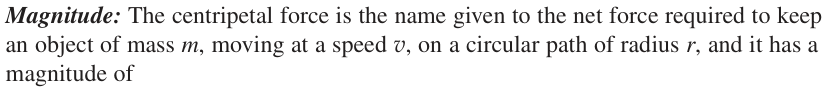 Magnitude: The centripetal force is the name given to the net force required to keep
an object of mass m, moving at a speed v, on a circular path of radius r, and it has a
magnitude of